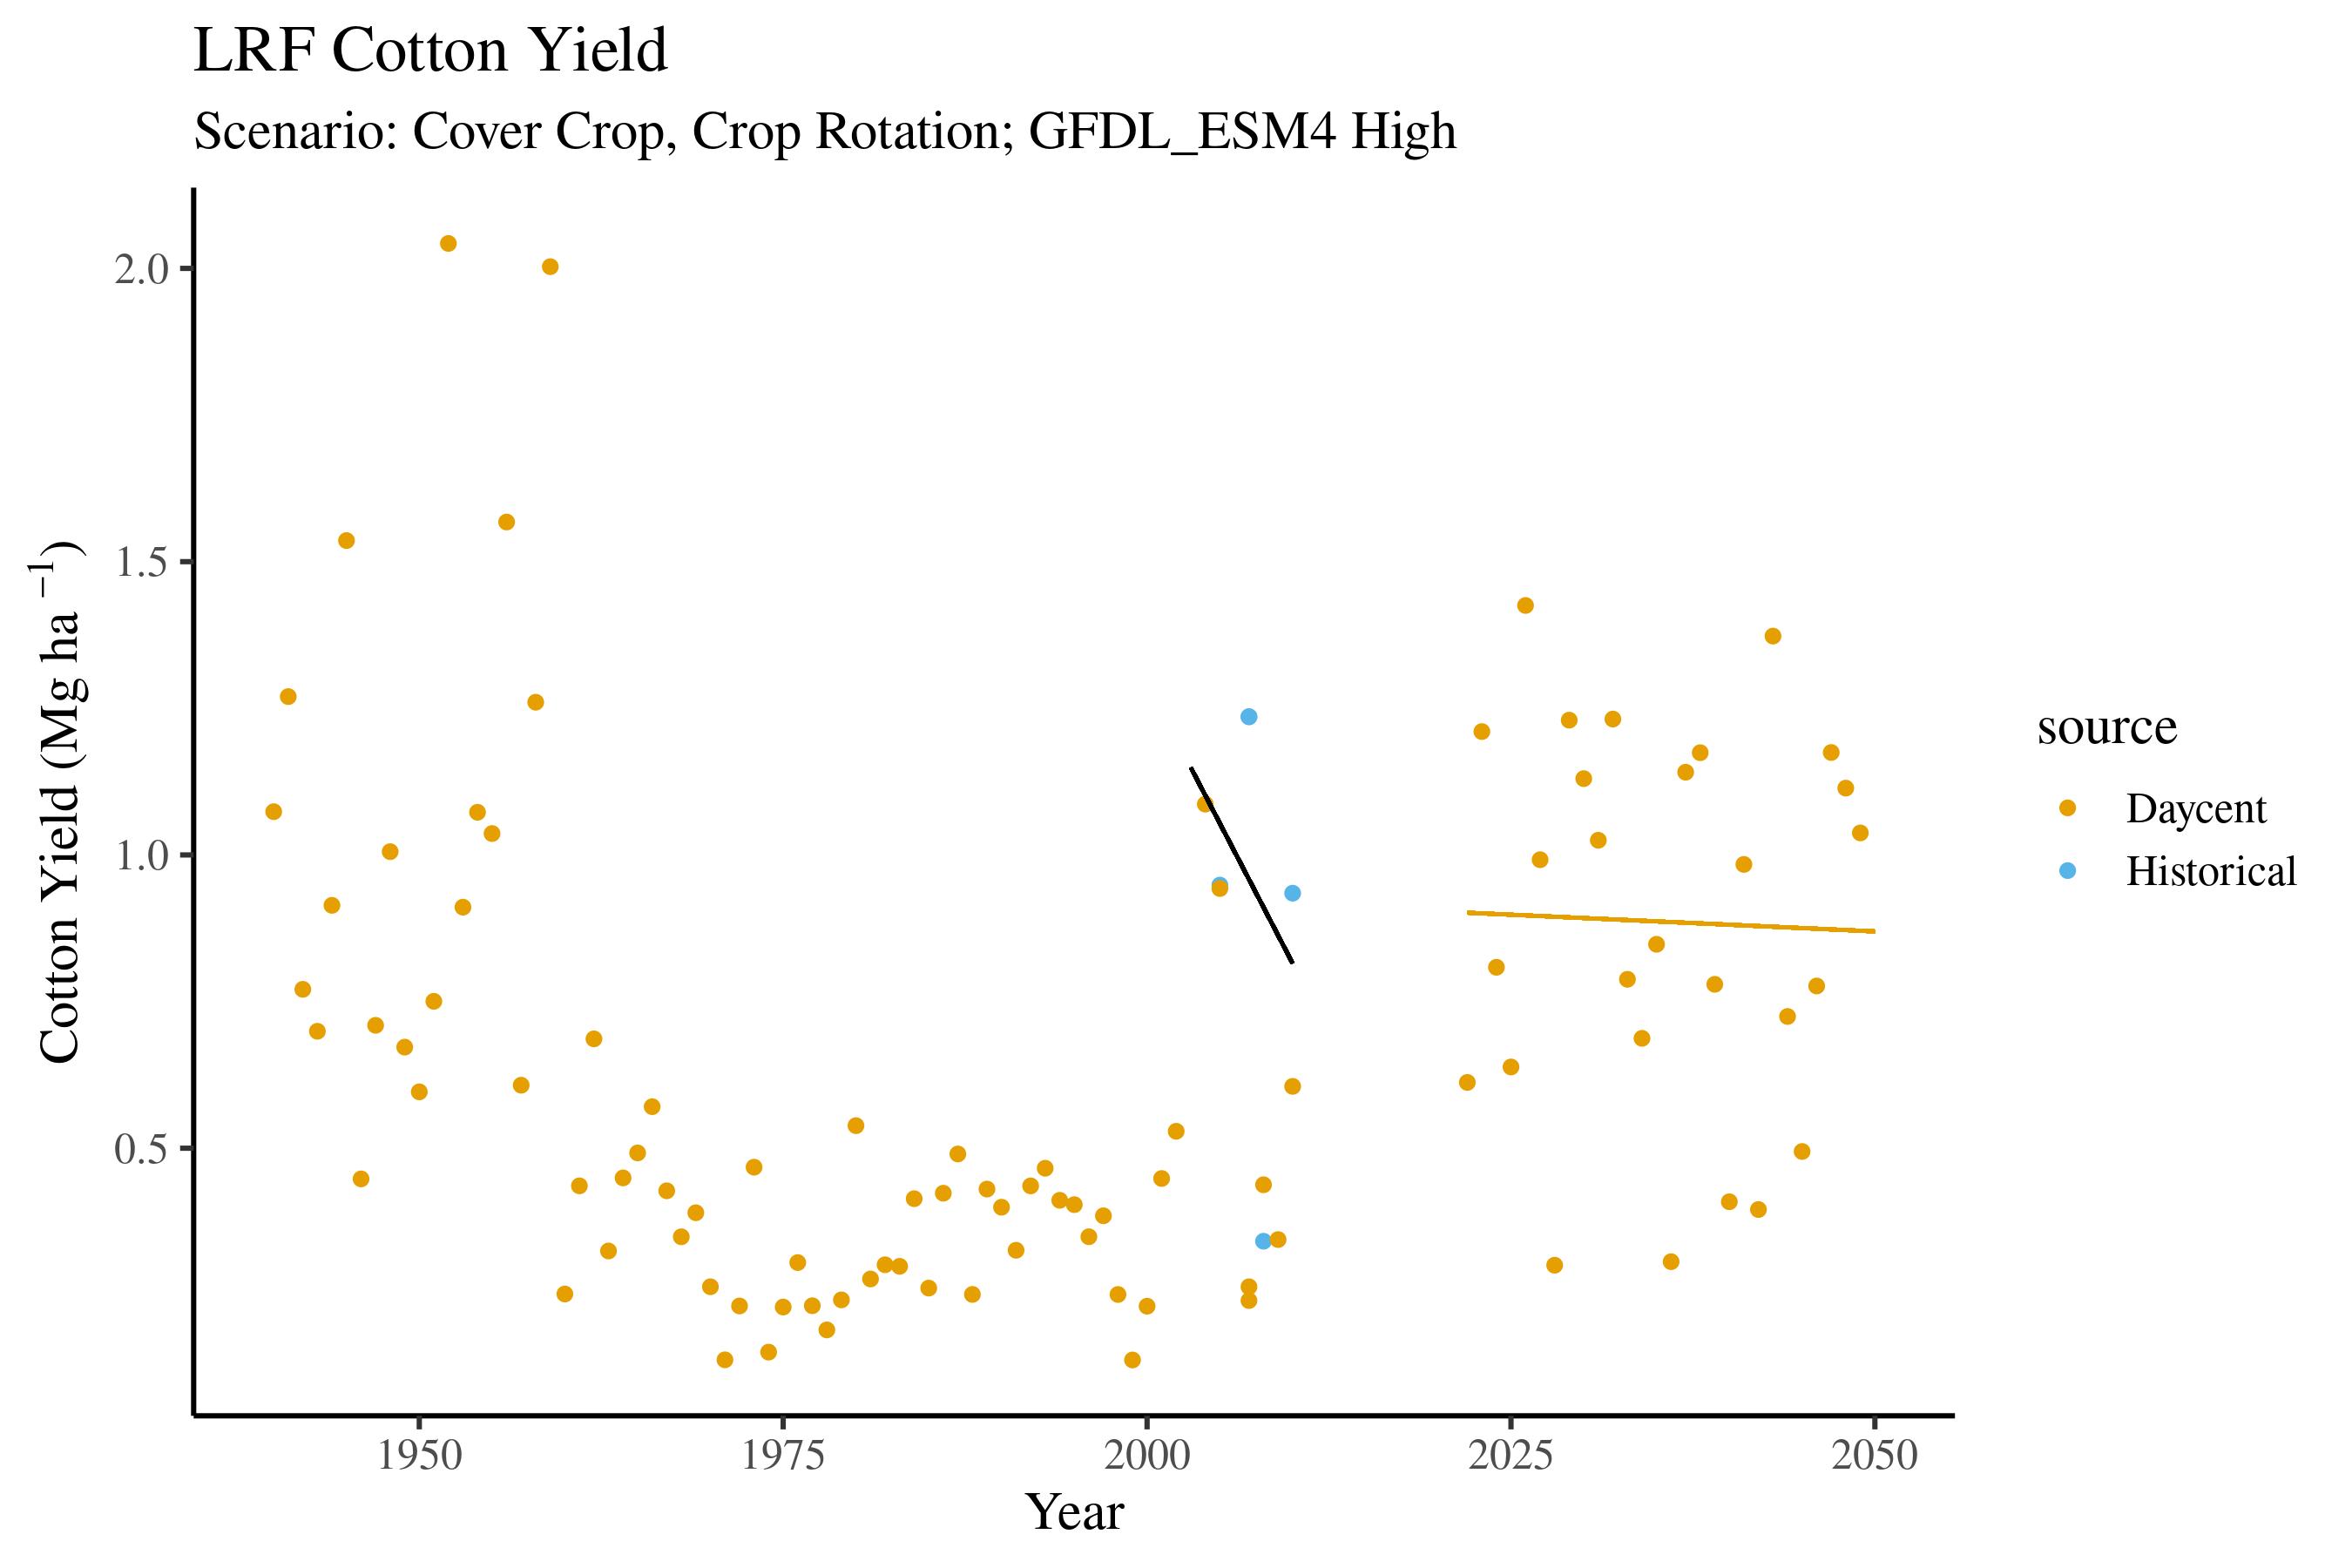 LRF Cotton Yield
Scenario: Cover Crop, Crop Rotation; GFDL_ESM4 High
Cotton Yield (Mg ha −1)
2.0
1.5
1.0
0.5
1950 1975 2000 2025 2050
Year
source
Daycent
Historical